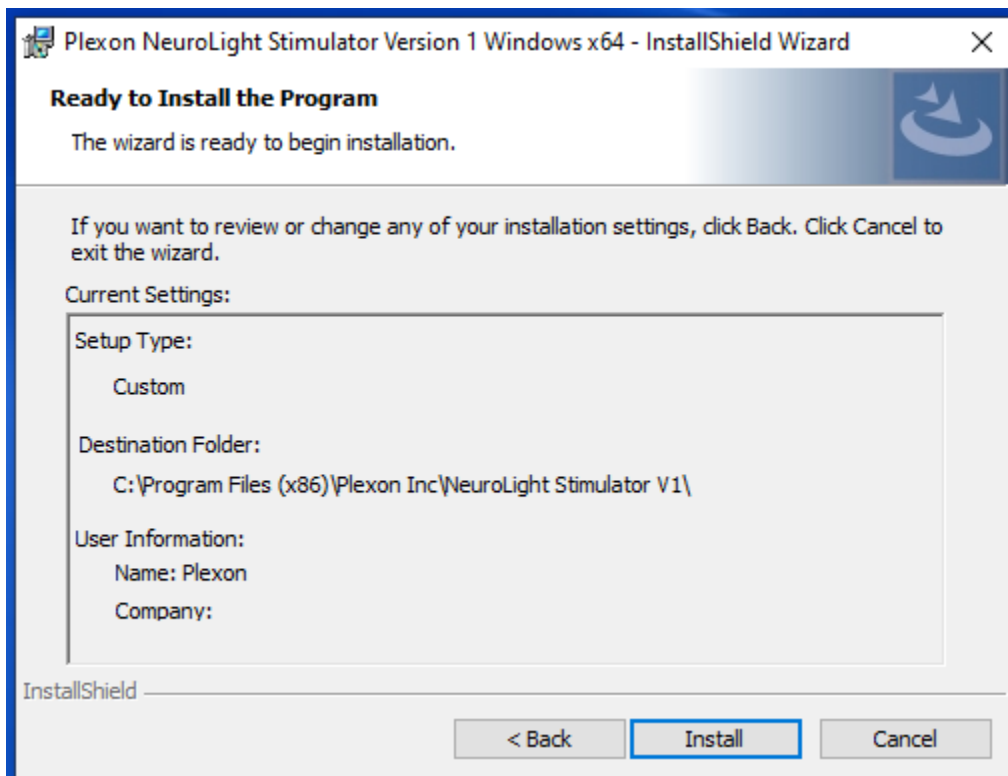 Plexon NeuroLight Stimulator Version 1 Windows x64 - InstallShield Wizard
Ready to Install the Program
The wizard is ready to begin installation.
If you want to review or change any of your installation settings, click Back. Click Cancel to
exit the wizard.
Current Settings:
Setup Type:
Custom
Destination Folder:
C:\Program Files (x86)\Plexon Inc\NeuroLight Stimulator V1\
User Information:
Name: Plexon
Company:
InstallShield
< Back
Install
Cancel